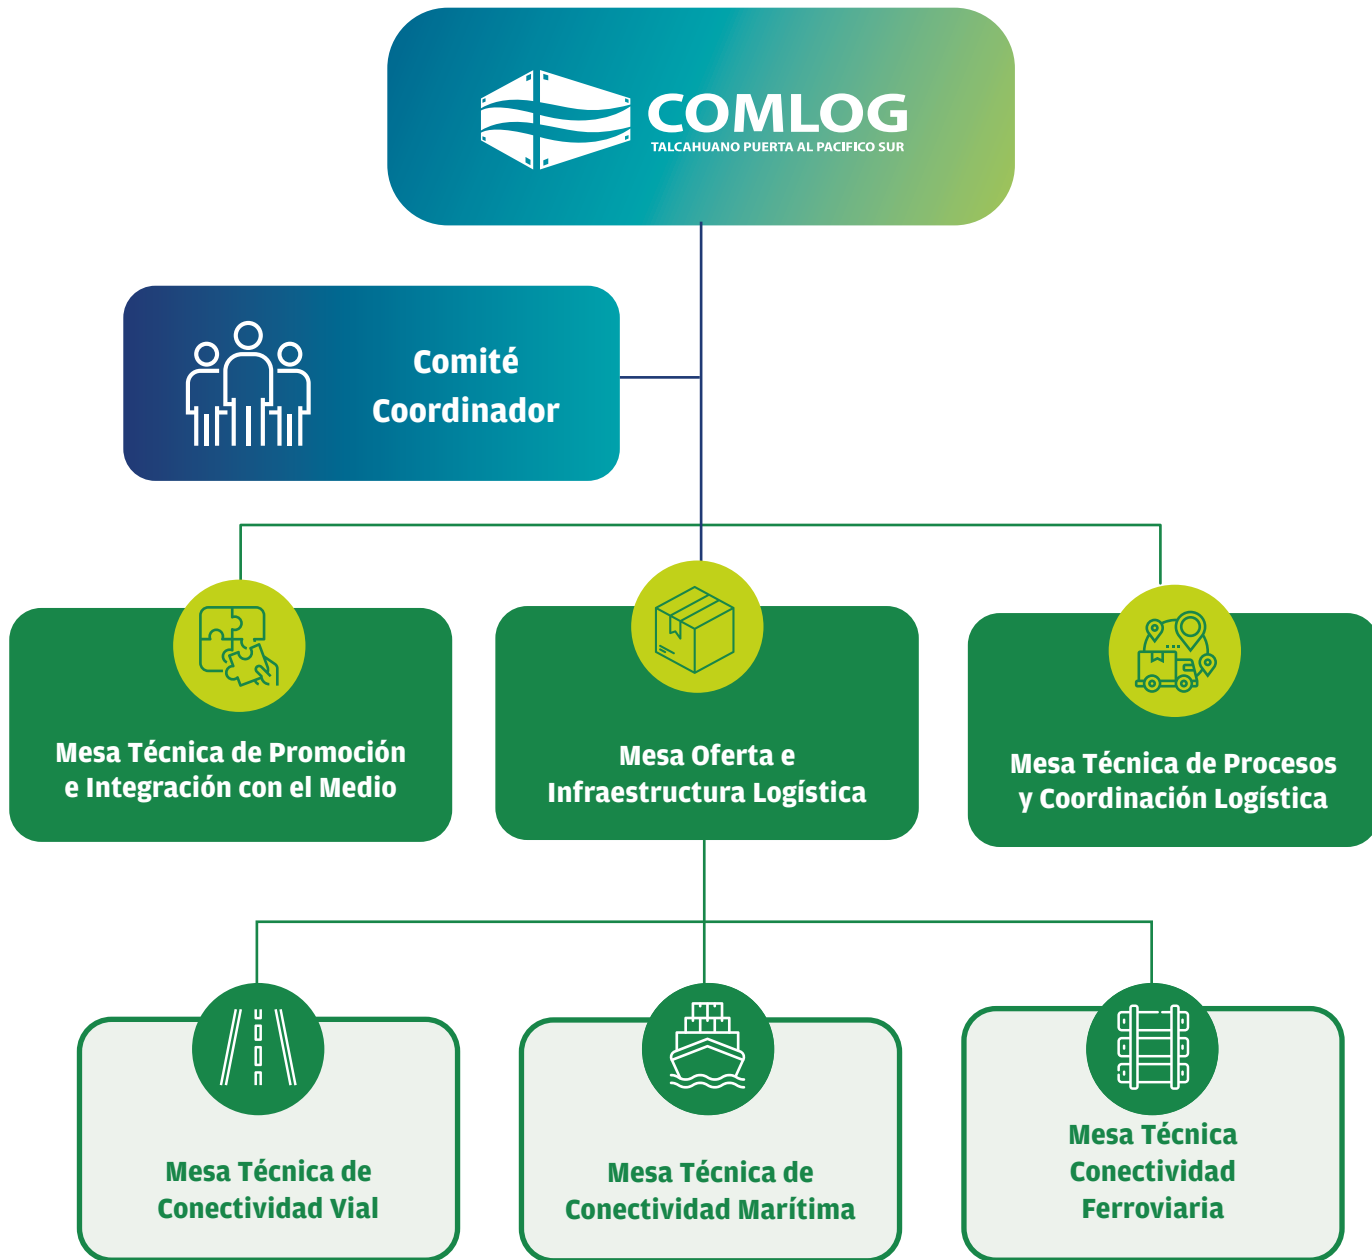 COMLOG
TALCAHUANO PUERTA AL PACIFICO SUR
Comité
Coordinador
Mesa Técnica de Promoción
e Integración con el Medio
Mesa Oferta e
Infraestructura Logística
Mesa Técnica de Procesos
y Coordinación Logística
Mesa Técnica de
Conectividad Vial
Mesa Técnica de
Conectividad Marítima
Mesa Técnica
Conectividad
Ferroviaria